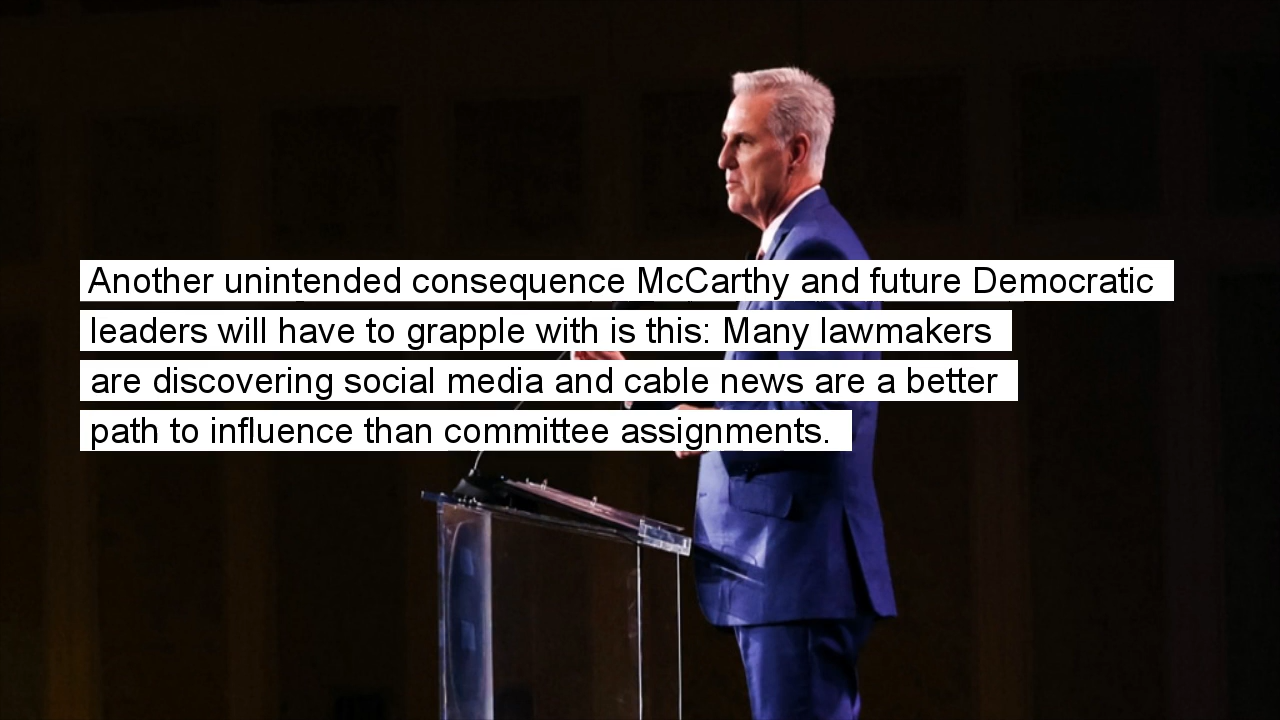 Another unintended consequence McCarthy and future Democratic
leaders will have to grapple with is this: Many lawmakers
are discovering social media and cable news are a better
path to influence than committee assignments.